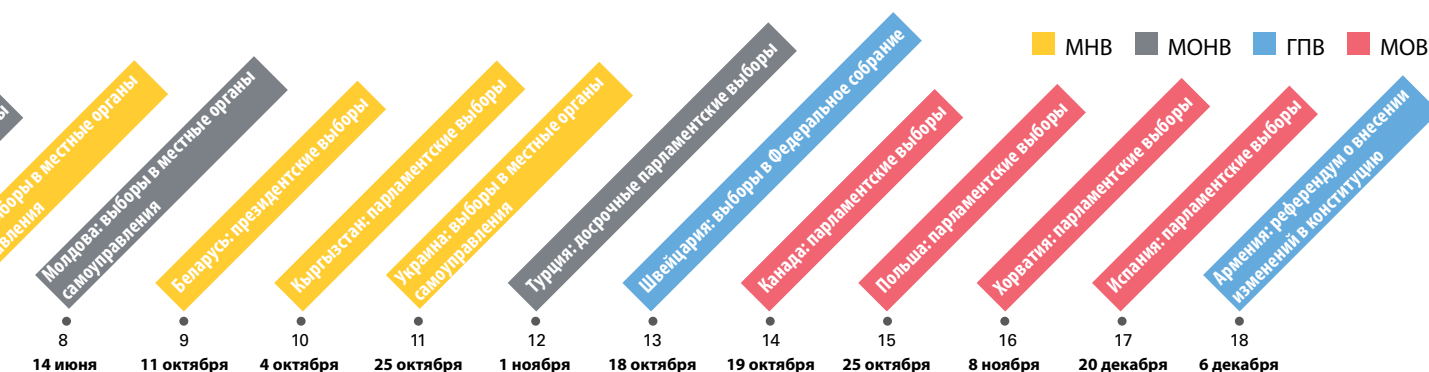 МНВ
МОНВ
ГПВ
МОВ
выборы в местные органы
Молдова: выборы в местные органы
самоуправления
Беларусь: президентские выборы
Кыргызстан: парламентские выборы
Украина: выборы в местные органы
самоуправления
Турция: досрочные парламентские выборы
Швейцария: выборы в Федеральное собрание
Канада: парламентские выборы
Польша: парламентские выборы
Хорватия: парламентские выборы
Испания: парламентские выборы
Армения: референдум о внесении
изменений в конституцию
8
9
10
11
12
13
14
15
16
17
18
14 июня
11 октября
4 октября
25 октября
1 ноября
18 октября
19 октября
25 октября
8 ноября
20 декабря
6 декабря